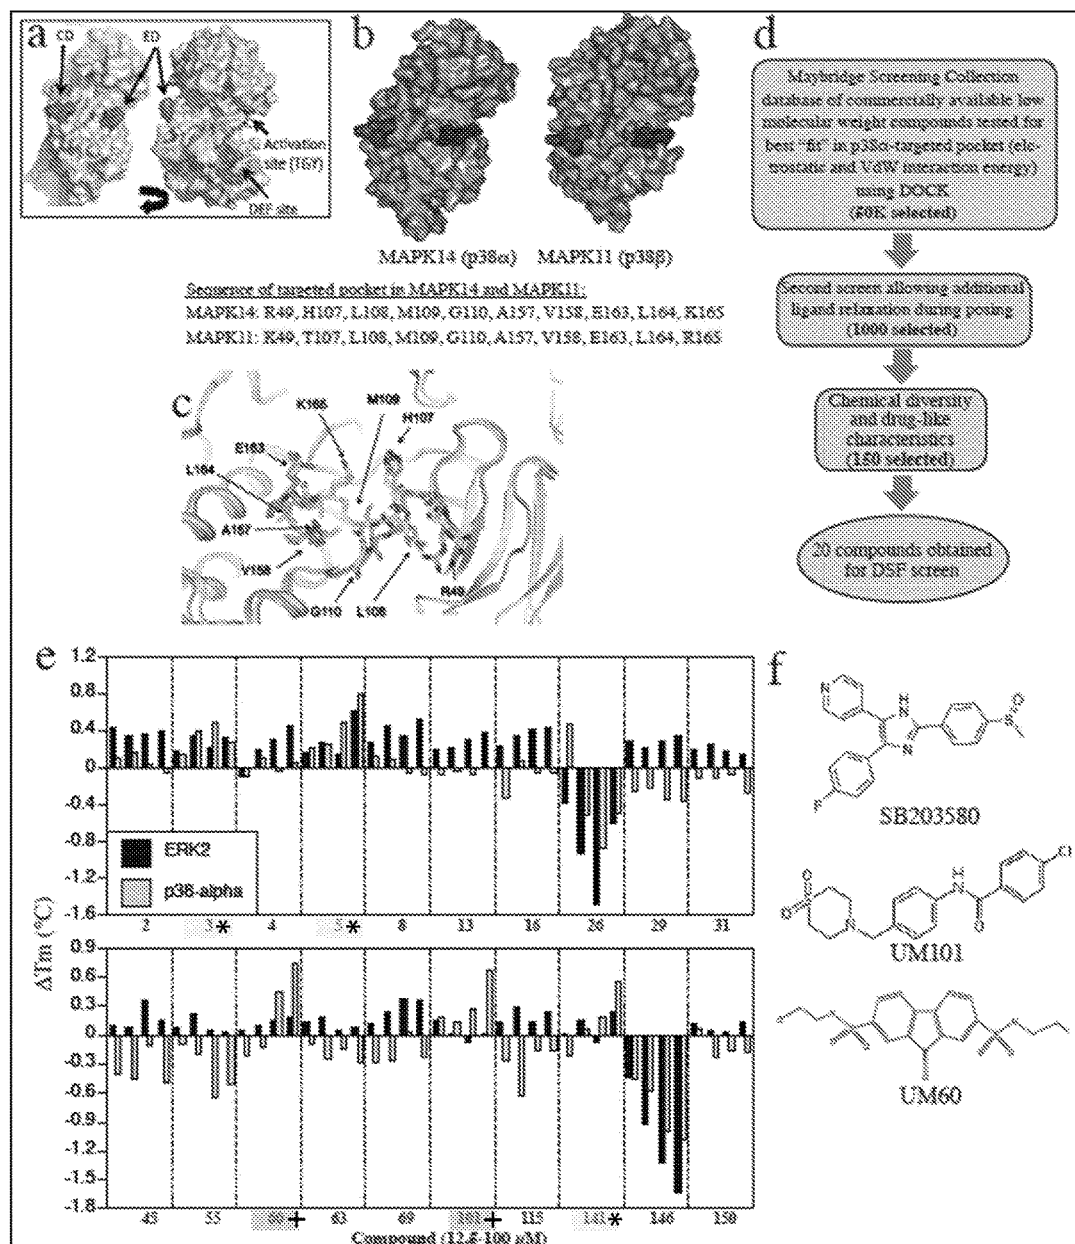 a
CD
ED
Activation
site (TGY)
DEF site
b
MAPK14 (p38α)
MAPK11 (p38β)
Sequence of targeted pocket in MAPK14 and MAPK11:
MAPK14: R49, H107, L108, M109, G110, A157, V158, E163, L164, K165
MAPK11: K49, T107, L108, M109, G110, A157, V158, E163, L164, R165
c
K165
M109
H107
E163
L164
A157
V158
G110
L108
R49
d
Maybridge Screening Collection
database of commercially available low
molecular weight compounds tested for
best "fit" in p38α-targeted pocket (elc-
trostatic and VdW interaction energy)
using DOCK
(50K selected)
Second screen allowing additional
ligand relaxation during posing
(1000 selected)
Chemical diversity
and drug-like
characteristics
(150 selected)
20 compounds obtained
for DSF screen
e
ΔTm (°C)
1.2
0.8
0.4
0
-0.4
-0.8
-1.2
-1.6
ERK2
p38-alpha
2 3* 4 5* 8 13 16 26 29 31
0.9
0.6
0.3
0
-0.3
-0.6
-0.9
-1.2
-1.5
-1.8
45 55 60+ 63 69 101+ 115 141* 146 150
Compound (12.5-100 μM)
f
N
H
N
N
F
S
O
SB203580
O
O
S
N
H
N
O
Cl
UM101
UM60